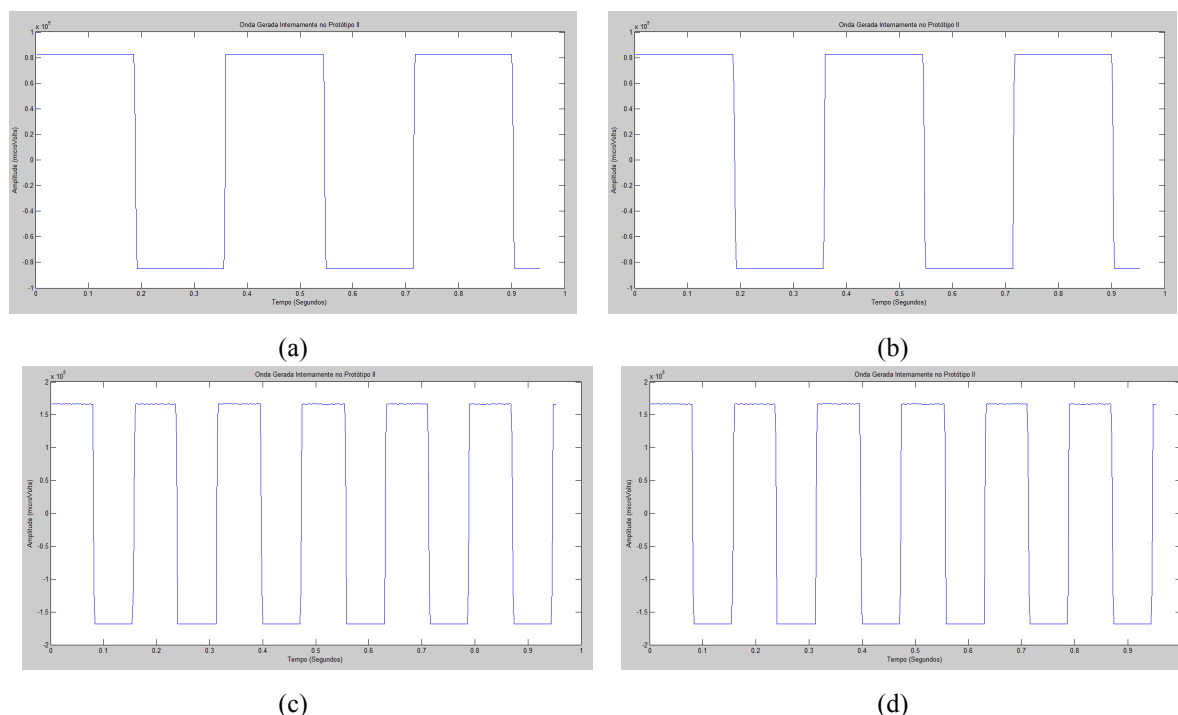 Onda Gerada Internamente no Protótipo II
x 10
1
0.8
0.6
0.4
0.2
0
-0.2
-0.4
-0.6
-0.8
-1
Amplitude (microVolts)
0 0.1 0.2 0.3 0.4 0.5 0.6 0.7 0.8 0.9 1
Tempo (Segundos)
(a)
Onda Gerada Internamente no Protótipo II
x 10
1
0.8
0.6
0.4
0.2
0
-0.2
-0.4
-0.6
-0.8
-1
Amplitude (microVolts)
0 0.1 0.2 0.3 0.4 0.5 0.6 0.7 0.8 0.9 1
Tempo (Segundos)
(b)
Onda Gerada Internamente no Protótipo II
x 10
2
1.5
1
0.5
0
-0.5
-1
-1.5
-2
Amplitude (microVolts)
0 0.1 0.2 0.3 0.4 0.5 0.6 0.7 0.8 0.9 1
Tempo (Segundos)
(c)
Onda Gerada Internamente no Protótipo II
x 10
2
1.5
1
0.5
0
-0.5
-1
-1.5
-2
Amplitude (microVolts)
0 0.1 0.2 0.3 0.4 0.5 0.6 0.7 0.8 0.9
Tempo (Segundos)
(d)